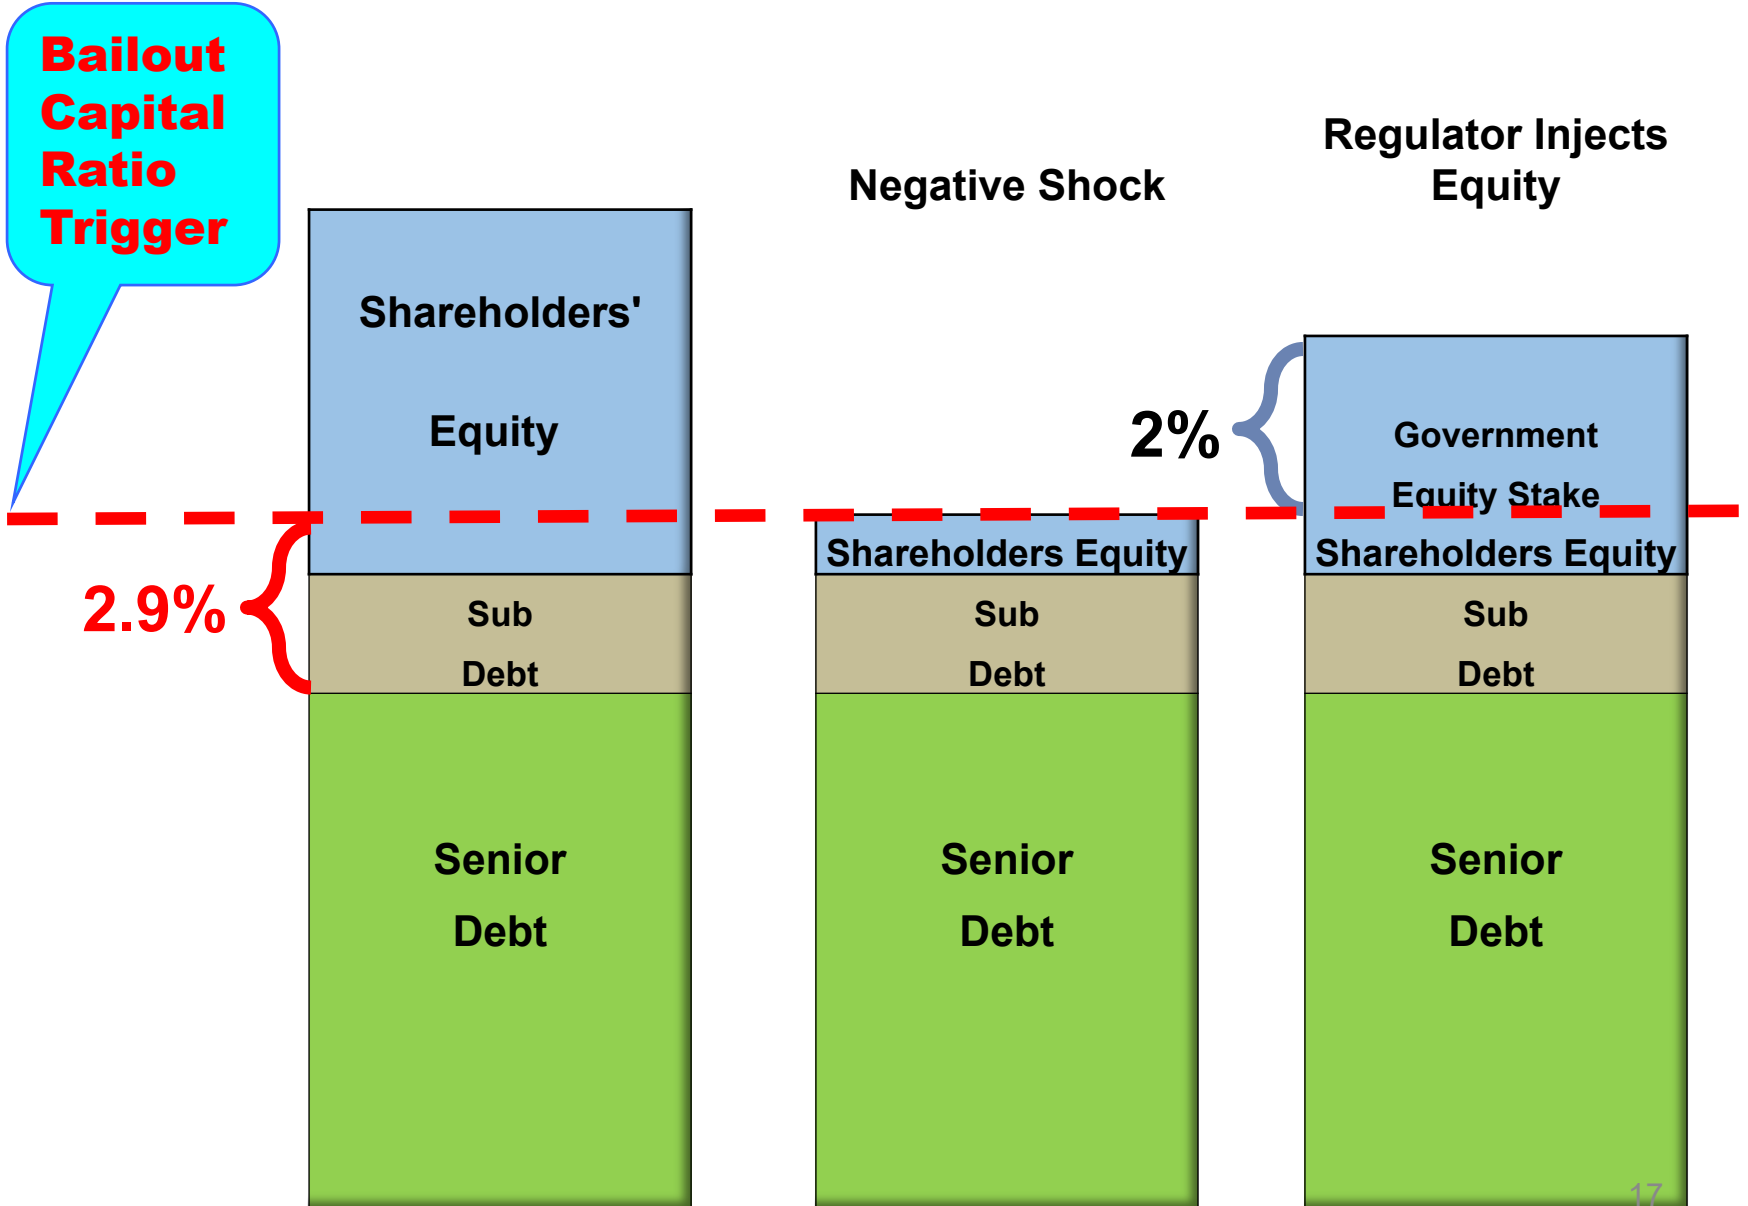 Bailout
Capital
Ratio
Trigger
Negative Shock
Regulator Injects
Equity
Shareholders'
Equity
2.9%
Sub
Debt
Senior
Debt
Shareholders Equity
Sub
Debt
Senior
Debt
2%
Government
Equity Stake
Shareholders Equity
Sub
Debt
Senior
Debt
17